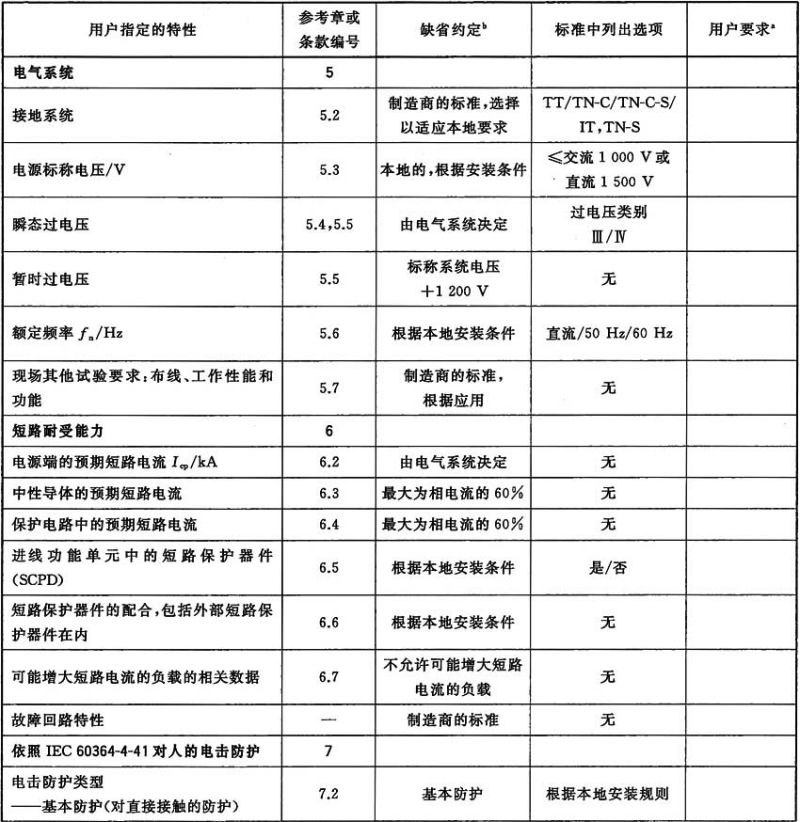 用户指定的特性 参考章或条款编号 缺省约定ᵇ 标准中列出选项 用户要求ᵃ
电气系统 5
接地系统 5.2 制造商的标准,选择以适应本地要求 TT/TN-C/TN-C-S/IT,TN-S
电源标称电压/V 5.3 本地的,根据安装条件 ≤交流 1 000 V 或直流 1 500 V
瞬态过电压 5.4,5.5 由电气系统决定 过电压类别 Ⅲ/Ⅳ
暂时过电压 5.5 标称系统电压+1 200 V 无
额定频率 fₙ/Hz 5.6 根据本地安装条件 直流/50 Hz/60 Hz
现场其他试验要求:布线、工作性能和功能 5.7 制造商的标准,根据应用 无
短路耐受能力 6
电源端的预期短路电流 I_cp/kA 6.2 由电气系统决定 无
中性导体的预期短路电流 6.3 最大为相电流的 60% 无
保护电路中的预期短路电流 6.4 最大为相电流的 60% 无
进线功能单元中的短路保护器件(SCPD) 6.5 根据本地安装条件 是/否
短路保护器件的配合,包括外部短路保护器件在内 6.6 根据本地安装条件 无
可能增大短路电流的负载的相关数据 6.7 不允许可能增大短路电流的负载 无
故障回路特性 — 制造商的标准 无
依照 IEC 60364-4-41 对人的电击防护 7
电击防护类型
——基本防护(对直接接触的防护) 7.2 基本防护 根据本地安装规则